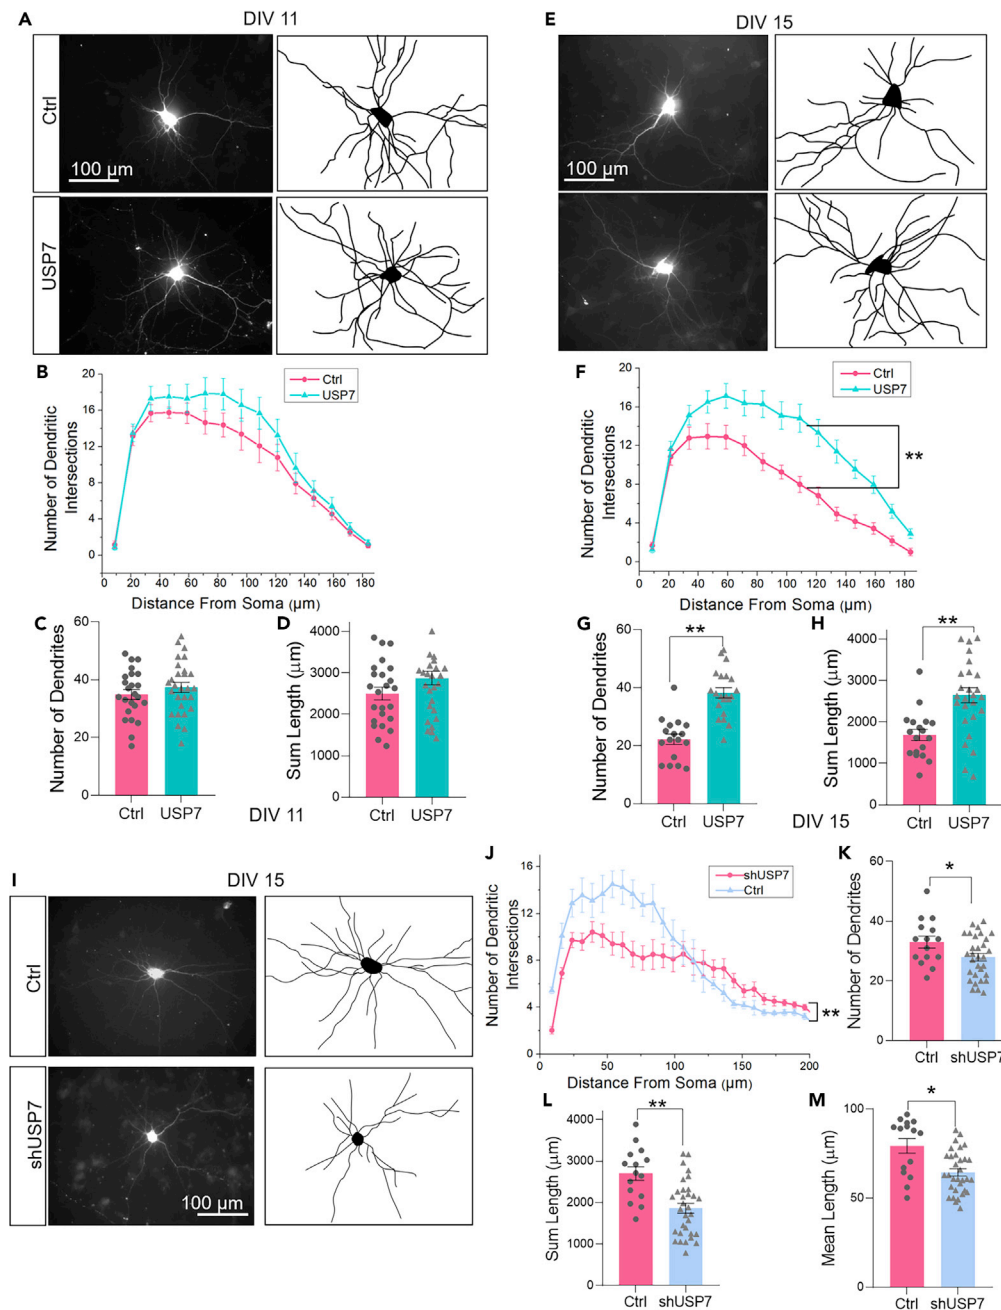 A
DIV 11
Ctrl
100 μm
USP7
E
DIV 15
100 μm
B
Ctrl
USP7
Number of Dendritic
Intersections
20
16
12
8
4
0
0 20 40 60 80 100 120 140 160 180
Distance From Soma (μm)
F
Ctrl
USP7
Number of Dendritic
Intersections
20
16
12
8
4
0
**
0 20 40 60 80 100 120 140 160 180
Distance From Soma (μm)
C
Number of Dendrites
60
40
20
0
Ctrl USP7
D
Sum Length (μm)
4000
3000
2000
1000
0
Ctrl USP7
DIV 11
G
Number of Dendrites
60
40
20
0
**
Ctrl USP7
H
Sum Length (μm)
4000
3000
2000
1000
0
**
Ctrl USP7
DIV 15
I
DIV 15
Ctrl
shUSP7
100 μm
J
shUSP7
Ctrl
Number of Dendritic
Intersections
16
12
8
4
0
**
0 25 50 75 100 125 150 175 200
Distance From Soma (μm)
K
Number of Dendrites
60
40
20
0
*
Ctrl shUSP7
L
Sum Length (μm)
4000
3000
2000
1000
0
**
Ctrl shUSP7
M
Mean Length (μm)
100
50
0
*
Ctrl shUSP7